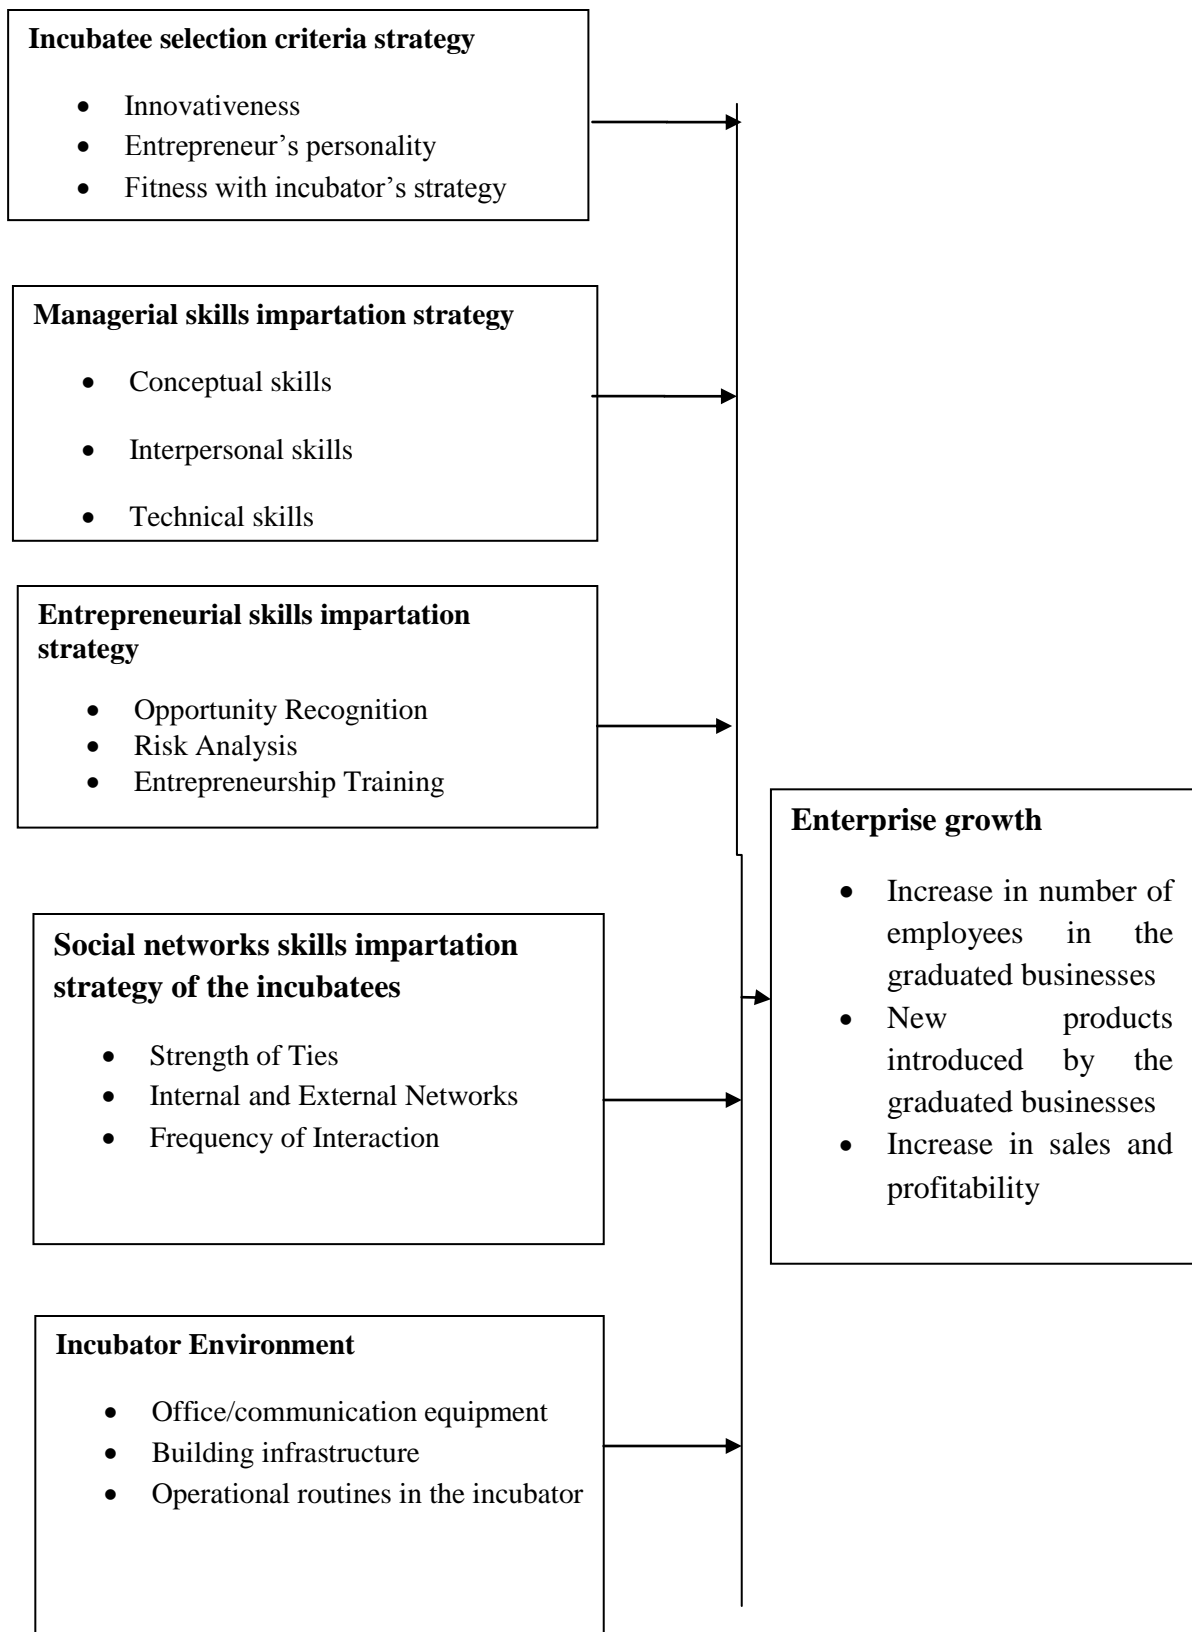 Incubatee selection criteria strategy
• Innovativeness
• Entrepreneur’s personality
• Fitness with incubator’s strategy
Managerial skills impartation strategy
• Conceptual skills
• Interpersonal skills
• Technical skills
Entrepreneurial skills impartation
strategy
• Opportunity Recognition
• Risk Analysis
• Entrepreneurship Training
Social networks skills impartation
strategy of the incubatees
• Strength of Ties
• Internal and External Networks
• Frequency of Interaction
Incubator Environment
• Office/communication equipment
• Building infrastructure
• Operational routines in the incubator
Enterprise growth
• Increase in number of
employees in the
graduated businesses
• New products
introduced by the
graduated businesses
• Increase in sales and
profitability